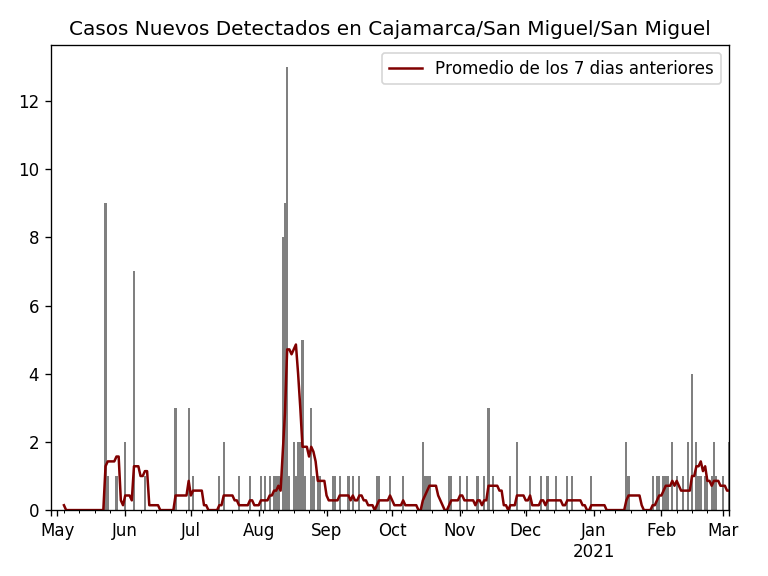 Casos Nuevos Detectados en Cajamarca/San Miguel/San Miguel
Promedio de los 7 dias anteriores
12
10
8
6
4
2
0
May Jun Jul Aug Sep Oct Nov Dec Jan Feb Mar
2021